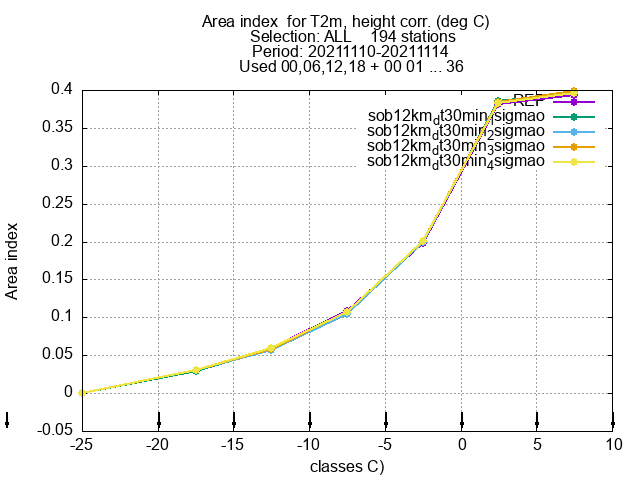 Area index  for T2m, height corr. (deg C)
Selection: ALL    194 stations
Period: 20211110-20211114
Used 00,06,12,18 + 00 01 ... 36
0.4
REF
0.35
sob12km_dt30min_1sigmao
sob12km_dt30min_2sigmao
sob12km_dt30min_3sigmao
0.3
sob12km_dt30min_4sigmao
0.25
Area index
0.2
0.15
0.1
0.05
0
-0.05
-25 -20 -15 -10 -5 0 5 10
classes C)